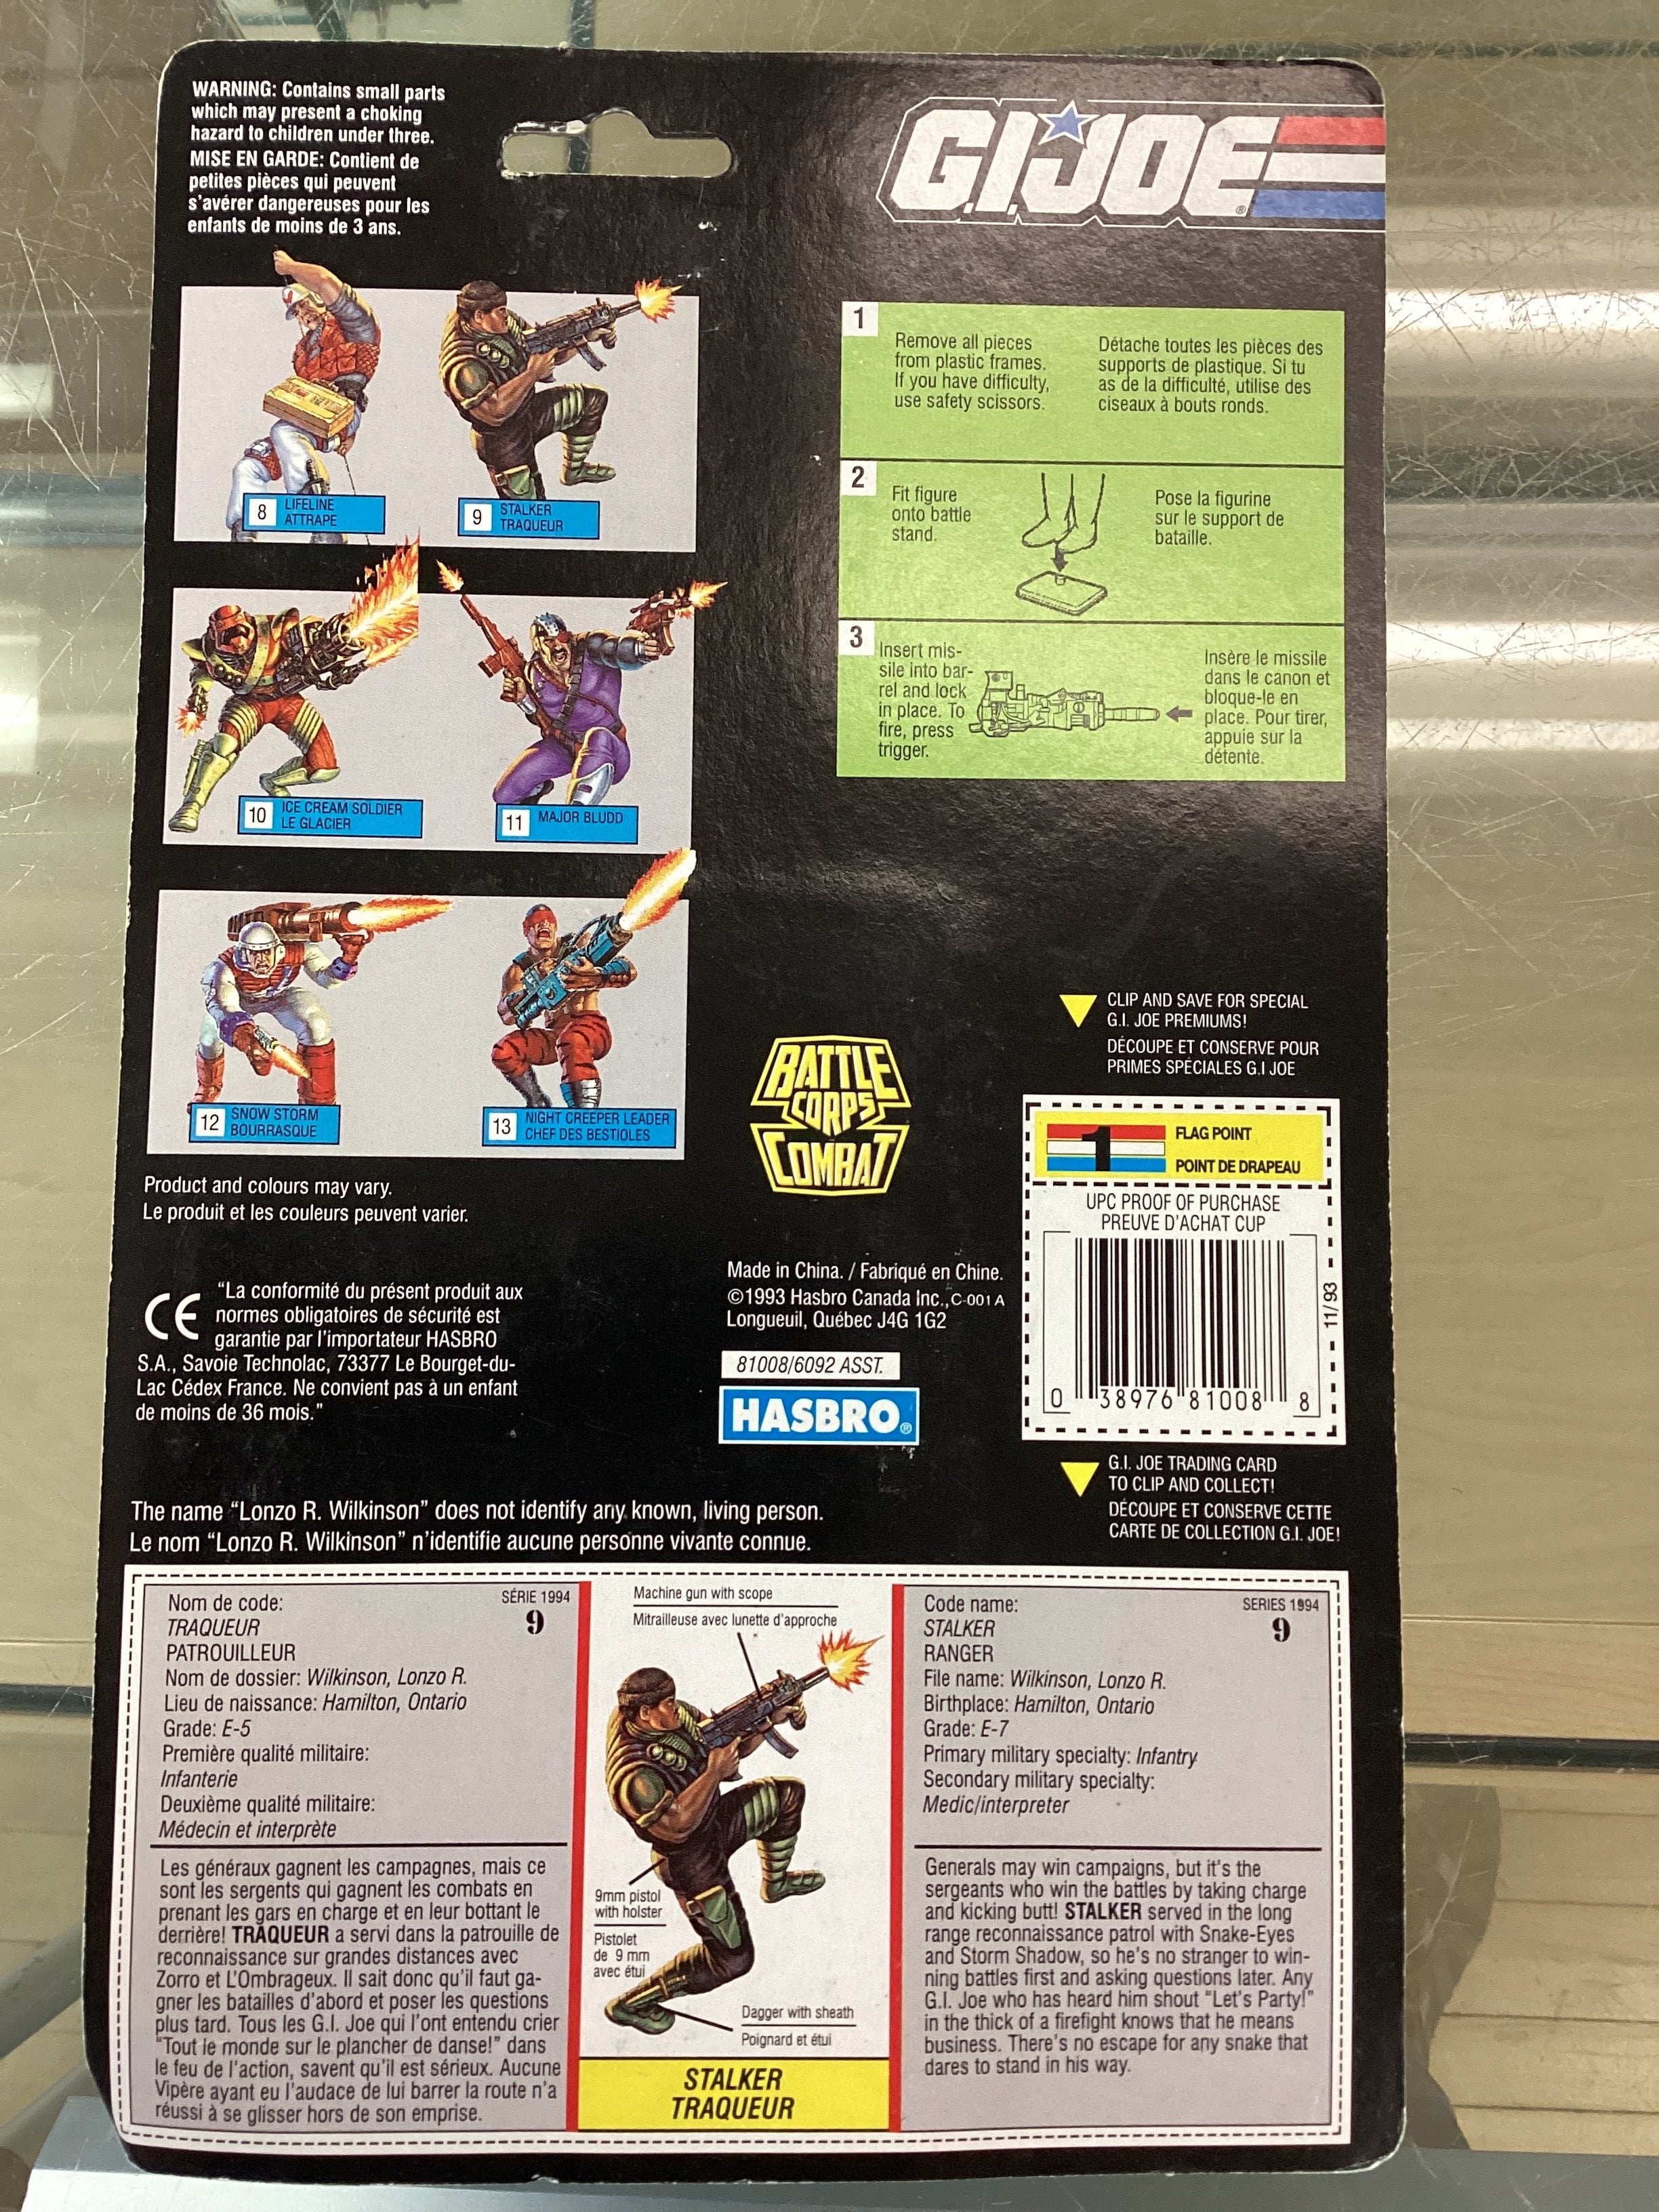 WARNING: Contains small parts
which may present a choking
hazard to children under three.
MISE EN GARDE: Contient de
petites pièces qui peuvent
s'avérer dangereuses pour les
enfants de moins de 3 ans.
G.I.JOE®
8 LIFELINE
ATTRAPE
9 STALKER
TRAQUEUR
10 ICE CREAM SOLDIER
LE GLACIER
11 MAJOR BLUDD
12 SNOW STORM
BOURRASQUE
13 NIGHT CREEPER LEADER
CHEF DES BESTIOLES
1
Remove all pieces
from plastic frames.
If you have difficulty,
use safety scissors.
Détache toutes les pièces des
supports de plastique. Si tu
as de la difficulté, utilise des
ciseaux à bouts ronds.
2
Fit figure
onto battle
stand.
Pose la figurine
sur le support de
bataille.
3
Insert mis-
sile into bar-
rel and lock
in place. To
fire, press
trigger.
Insère le missile
dans le canon et
bloque-le en
place. Pour tirer,
appuie sur la
détente.
Product and colours may vary.
Le produit et les couleurs peuvent varier.
CE
"La conformité du présent produit aux
normes obligatoires de sécurité est
garantie par l'importateur HASBRO
S.A., Savoie Technolac, 73377 Le Bourget-du-
Lac Cédex France. Ne convient pas à un enfant
de moins de 36 mois."
BATTLE
CORPS
COMBAT
Made in China. / Fabriqué en Chine.
©1993 Hasbro Canada Inc.,C-001 A
Longueuil, Québec J4G 1G2
81008/6092 ASST.
HASBRO®
CLIP AND SAVE FOR SPECIAL
G.I. JOE PREMIUMS!
DÉCOUPE ET CONSERVE POUR
PRIMES SPÉCIALES G.I JOE
1
FLAG POINT
POINT DE DRAPEAU
UPC PROOF OF PURCHASE
PREUVE D'ACHAT CUP
0 38976 81008 8
11/93
G.I. JOE TRADING CARD
TO CLIP AND COLLECT!
DÉCOUPE ET CONSERVE CETTE
CARTE DE COLLECTION G.I. JOE!
The name "Lonzo R. Wilkinson" does not identify any known, living person.
Le nom "Lonzo R. Wilkinson" n'identifie aucune personne vivante connue.
Nom de code:
SÉRIE 1994
9
TRAQUEUR
PATROUILLEUR
Nom de dossier: Wilkinson, Lonzo R.
Lieu de naissance: Hamilton, Ontario
Grade: E-5
Première qualité militaire:
Infanterie
Deuxième qualité militaire:
Médecin et interprète
Les généraux gagnent les campagnes, mais ce
sont les sergents qui gagnent les combats en
prenant les gars en charge et en leur bottant le
derrière! TRAQUEUR a servi dans la patrouille de
reconnaissance sur grandes distances avec
Zorro et L'Ombrageux. Il sait donc qu'il faut ga-
gner les batailles d'abord et poser les questions
plus tard. Tous les G.I. Joe qui l'ont entendu crier
"Tout le monde sur le plancher de danse!" dans
le feu de l'action, savent qu'il est sérieux. Aucune
Vipère ayant eu l'audace de lui barrer la route n'a
réussi à se glisser hors de son emprise.
Machine gun with scope
Mitrailleuse avec lunette d'approche
9mm pistol
with holster
Pistolet
de 9 mm
avec étui
Dagger with sheath
Poignard et étui
STALKER
TRAQUEUR
Code name:
SERIES 1994
9
STALKER
RANGER
File name: Wilkinson, Lonzo R.
Birthplace: Hamilton, Ontario
Grade: E-7
Primary military specialty: Infantry
Secondary military specialty:
Medic/interpreter
Generals may win campaigns, but it's the
sergeants who win the battles by taking charge
and kicking butt! STALKER served in the long
range reconnaissance patrol with Snake-Eyes
and Storm Shadow, so he's no stranger to win-
ning battles first and asking questions later. Any
G.I. Joe who has heard him shout "Let's Party!"
in the thick of a firefight knows that he means
business. There's no escape for any snake that
dares to stand in his way.